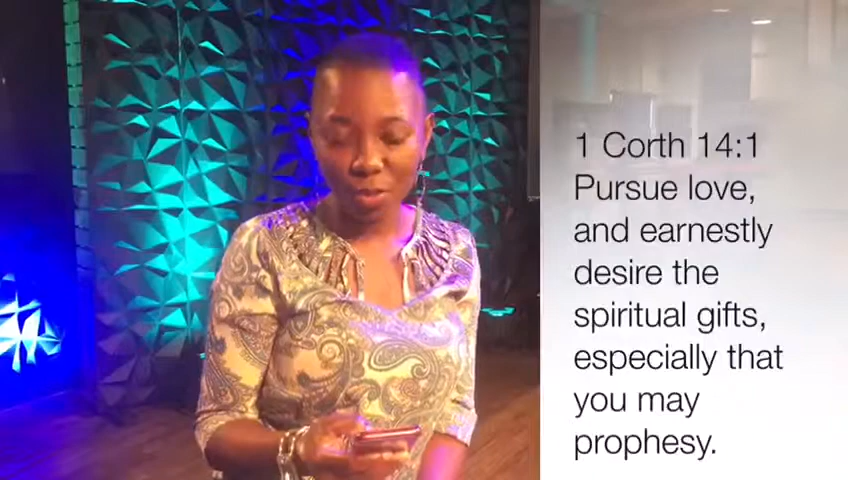 1 Corth 14:1
Pursue love,
and earnestly
desire the
spiritual gifts,
especially that
you may
prophesy.